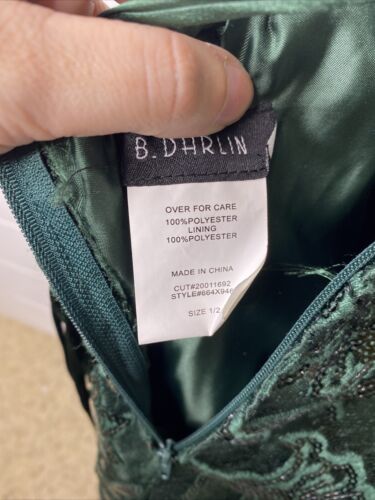 B. DARLIN
OVER FOR CARE
100%POLYESTER
LINING
100%POLYESTER
MADE IN CHINA
CUT#20011692
SIZE 1/2